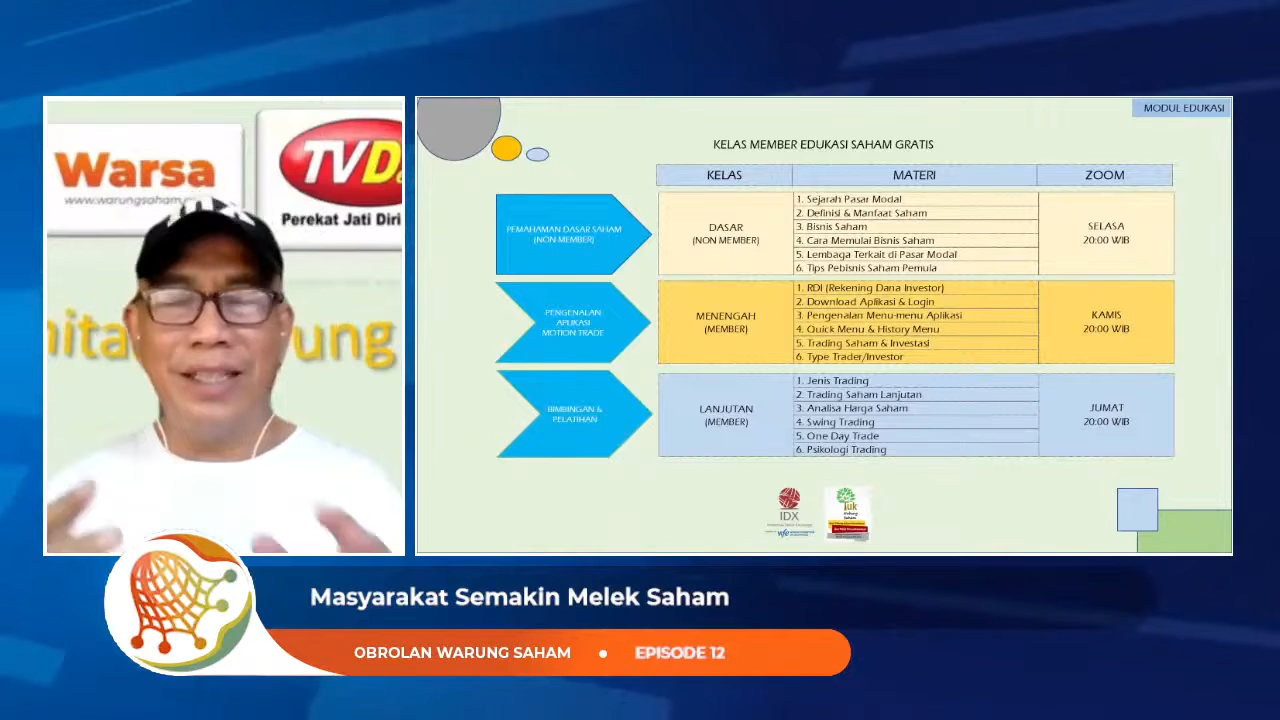 Warsa
www.warungsaham.
TVD
Perekat Jati Diri
nita
ung
MODUL EDUKASI
KELAS MEMBER EDUKASI SAHAM GRATIS
KELAS MATERI ZOOM
PEMAHAMAN DASAR SAHAM
(NON MEMBER)
DASAR
(NON MEMBER)
1. Sejarah Pasar Modal
2. Definisi & Manfaat Saham
3. Bisnis Saham
4. Cara Memulai Bisnis Saham
5. Lembaga Terkait di Pasar Modal
6. Tips Pebisnis Saham Pemula
SELASA
20:00 WIB
PENGENALAN
APLIKASI
MOTION TRADE
MENENGAH
(MEMBER)
1. RDI (Rekening Dana Investor)
2. Download Aplikasi & Login
3. Pengenalan Menu-menu Aplikasi
4. Quick Menu & History Menu
5. Trading Saham & Investasi
6. Type Trader/Investor
KAMIS
20:00 WIB
BIMBINGAN &
PELATIHAN
LANJUTAN
(MEMBER)
1. Jenis Trading
2. Trading Saham Lanjutan
3. Analisa Harga Saham
4. Swing Trading
5. One Day Trade
6. Psikologi Trading
JUMAT
20:00 WIB
IDX
wfe
Yuk
Nabung
Saham
Masyarakat Semakin Melek Saham
OBROLAN WARUNG SAHAM • EPISODE 12